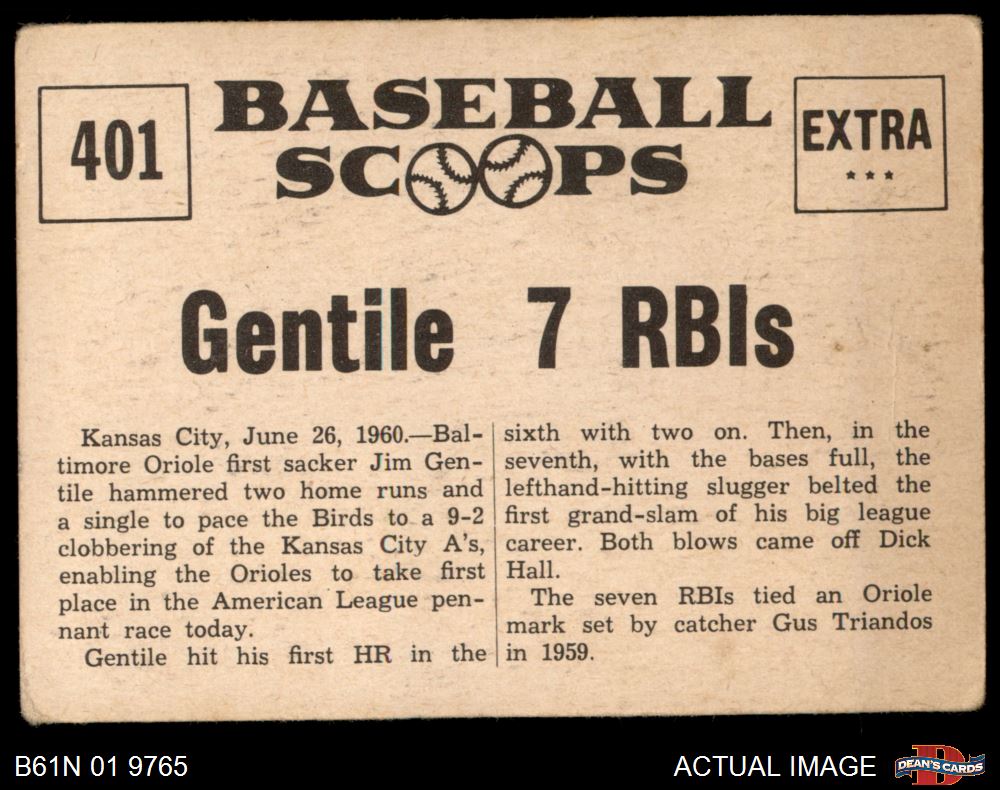 401
BASEBALL
SCOOPS
EXTRA
***
Gentile 7 RBIs
Kansas City, June 26, 1960.—Bal-
timore Oriole first sacker Jim Gen-
tile hammered two home runs and
a single to pace the Birds to a 9-2
clobbering of the Kansas City A's,
enabling the Orioles to take first
place in the American League pen-
nant race today.
Gentile hit his first HR in the
sixth with two on. Then, in the
seventh, with the bases full, the
lefthand-hitting slugger belted the
first grand-slam of his big league
career. Both blows came off Dick
Hall.
The seven RBIs tied an Oriole
mark set by catcher Gus Triandos
in 1959.
B61N 01 9765
ACTUAL IMAGE
DEAN'S CARDS